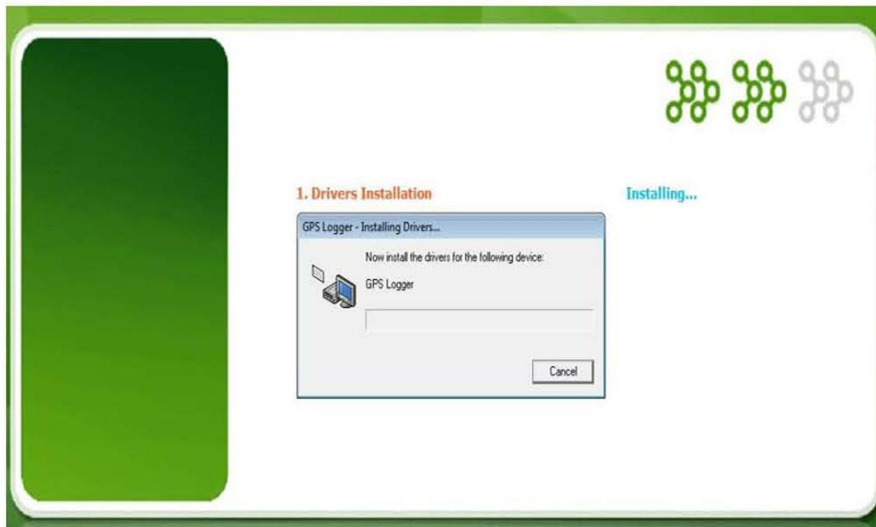 1. Drivers Installation
Installing...
GPS Logger - Installing Drivers...
Now install the drivers for the following device:
GPS Logger
Cancel